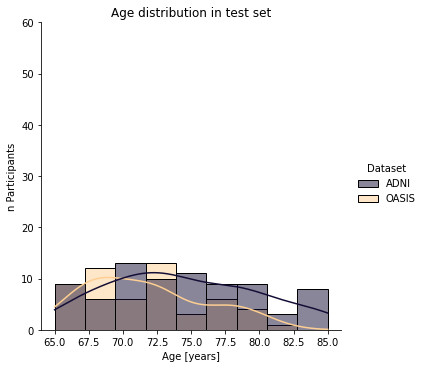 Age distribution in test set
60
50
40
30
20
10
0
n Participants
65.0 67.5 70.0 72.5 75.0 77.5 80.0 82.5 85.0
Age [years]
Dataset
ADNI
OASIS